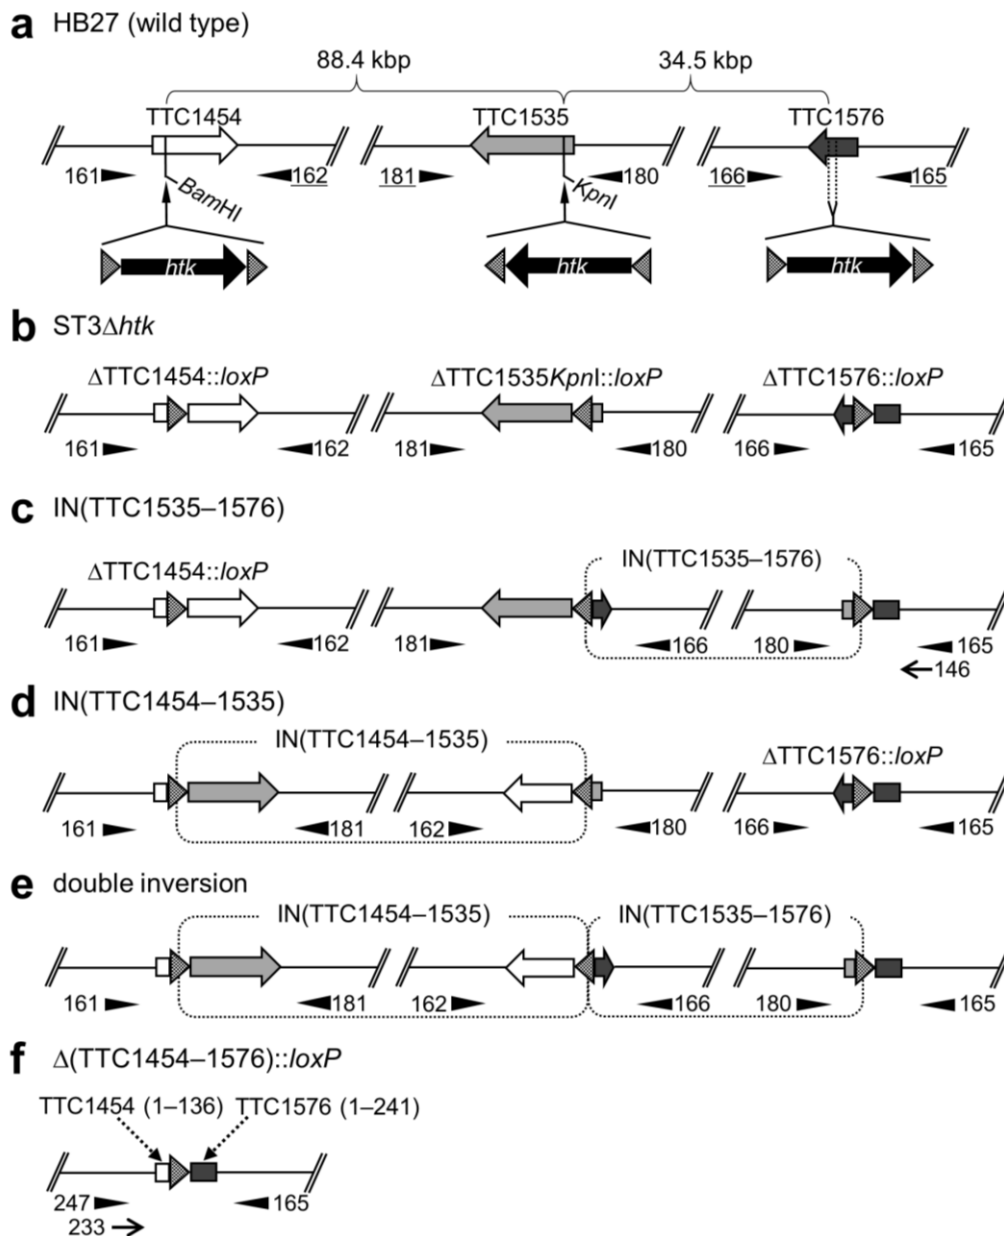 a HB27 (wild type)
88.4 kbp 34.5 kbp
TTC1454 TTC1535 TTC1576
161 162 181 180 166 165
BamHI KpnI
htk htk htk
b ST3Δhtk
ΔTTC1454::loxP ΔTTC1535KpnI::loxP ΔTTC1576::loxP
161 162 181 180 166 165
c IN(TTC1535–1576)
IN(TTC1535–1576)
ΔTTC1454::loxP
161 162 181 166 180 165
146
d IN(TTC1454–1535)
IN(TTC1454–1535)
ΔTTC1576::loxP
161 181 162 180 166 165
e double inversion
IN(TTC1454–1535) IN(TTC1535–1576)
161 181 162 166 180 165
f Δ(TTC1454–1576)::loxP
TTC1454 (1–136) TTC1576 (1–241)
247 165
233